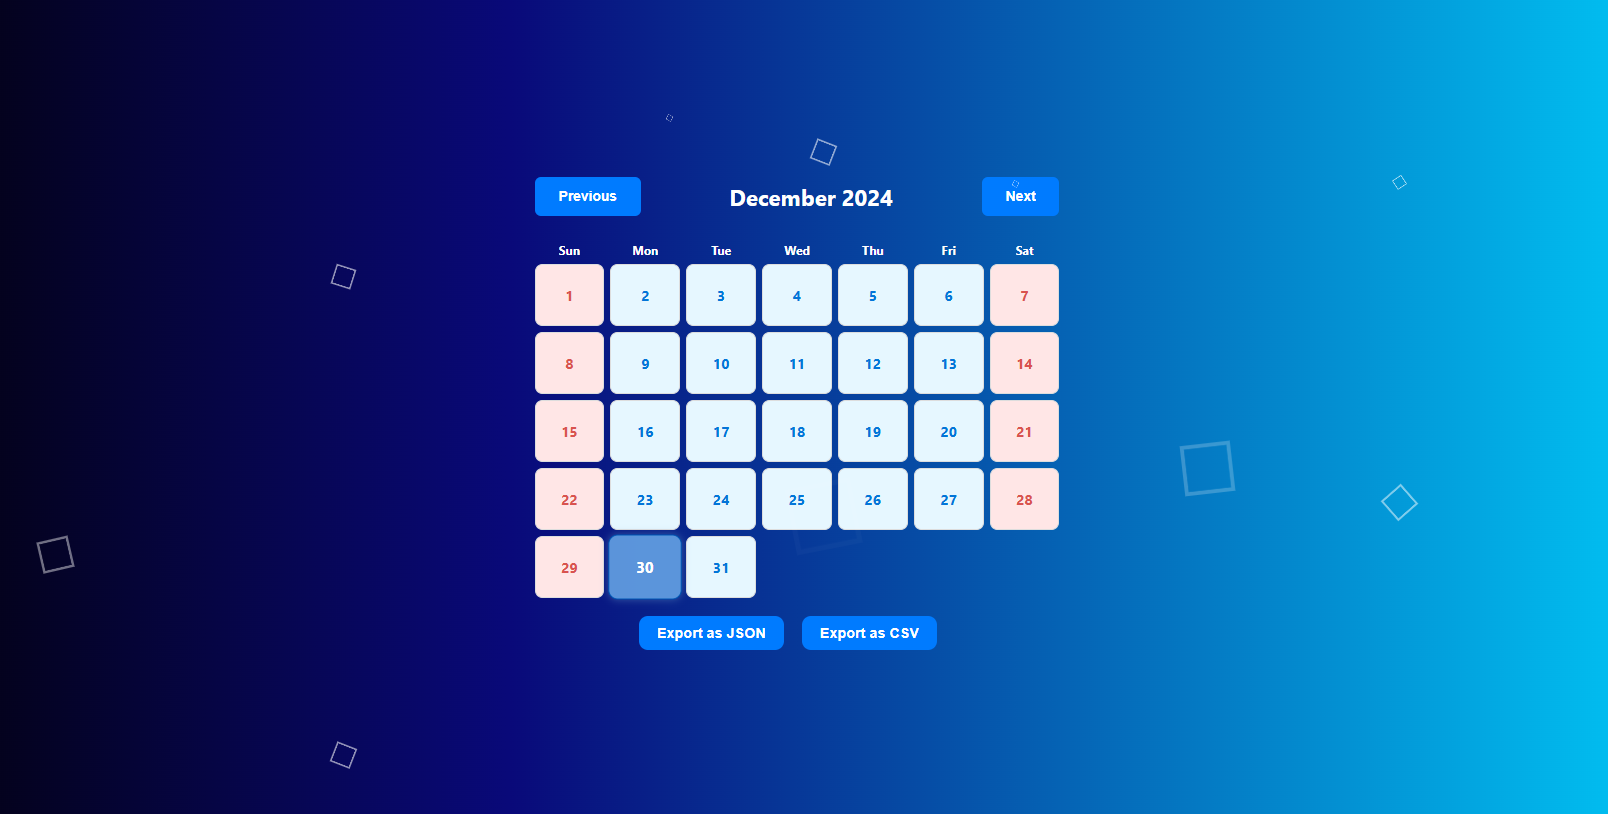 Previous December 2024 Next
Sun Mon Tue Wed Thu Fri Sat
1 2 3 4 5 6 7
8 9 10 11 12 13 14
15 16 17 18 19 20 21
22 23 24 25 26 27 28
29 30 31
Export as JSON Export as CSV